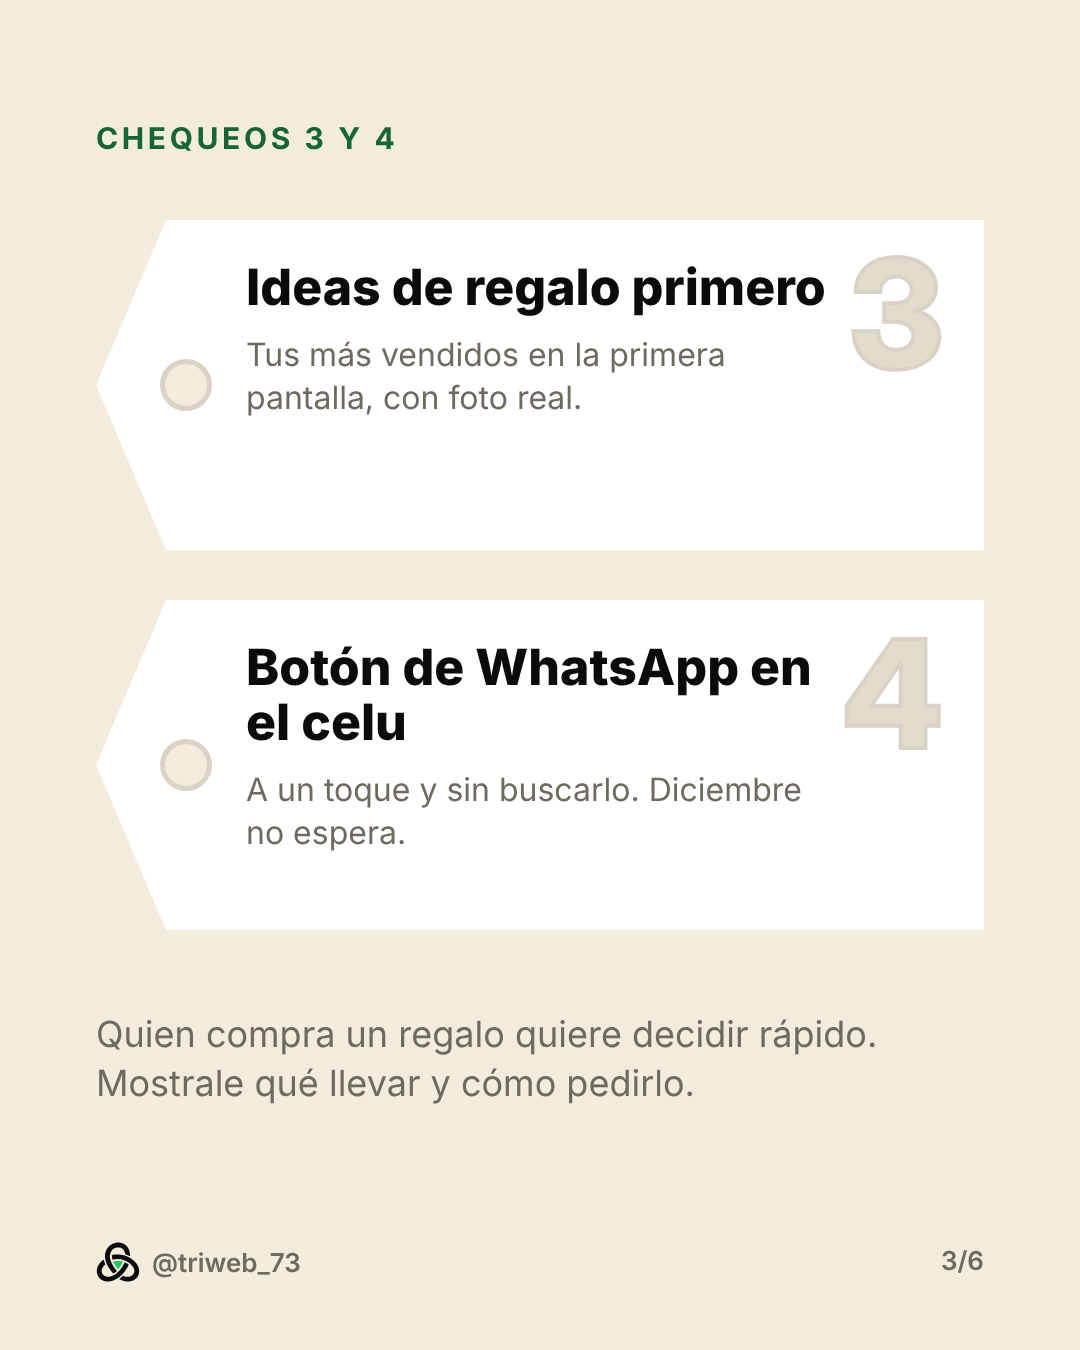 CHEQUEOS 3 Y 4
Ideas de regalo primero
3
Tus más vendidos en la primera
pantalla, con foto real.
Botón de WhatsApp en
el celu
4
A un toque y sin buscarlo. Diciembre
no espera.
Quien compra un regalo quiere decidir rápido.
Mostrale qué llevar y cómo pedirlo.
@triweb_73
3/6